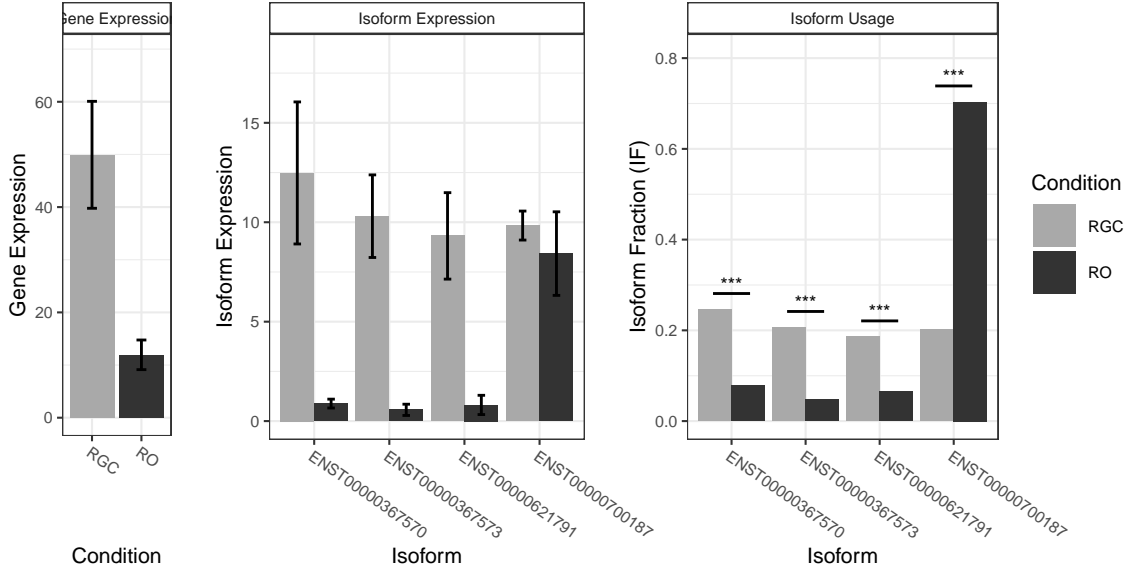 Gene Expression
Isoform Expression
Isoform Usage
Gene Expression
60
40
20
0
RGC
RO
Condition
Isoform Expression
15
10
5
0
ENST00000367570
ENST00000367573
ENST00000621791
ENST00000700187
Isoform
Isoform Fraction (IF)
0.8
0.6
0.4
0.2
0.0
***
***
***
***
ENST00000367570
ENST00000367573
ENST00000621791
ENST00000700187
Isoform
Condition
RGC
RO